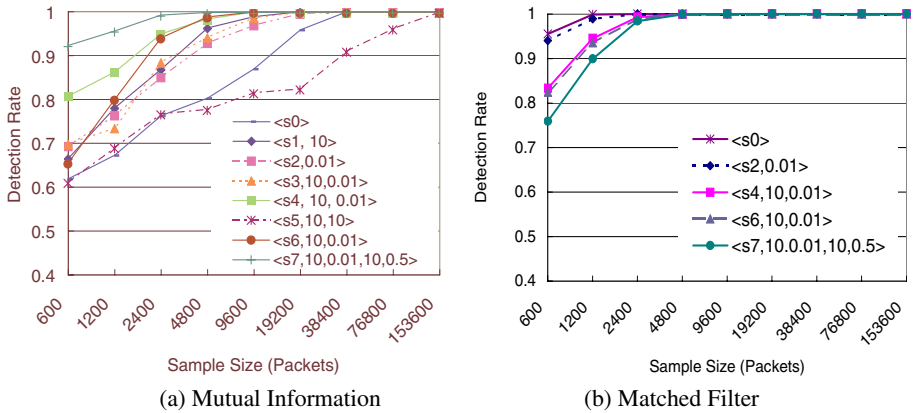 1
0.9
0.8
0.7
0.6
0.5
0.4
Detection Rate
<s0>
<s1, 10>
<s2,0.01>
<s3,10,0.01>
<s4, 10, 0.01>
<s5,10,10>
<s6,10,0.01>
<s7,10.0.01,10,0.5>
600
1200
2400
4800
9600
19200
38400
76800
153600
Sample Size (Packets)
(a) Mutual Information
1
0.9
0.8
0.7
0.6
0.5
0.4
Detection Rate
<s0>
<s2,0.01>
<s4,10,0.01>
<s6,10,0.01>
<s7,10,0.01,10,0.5>
600
1200
2400
4800
9600
19200
38400
76800
153600
Sample Size (Packets)
(b) Matched Filter